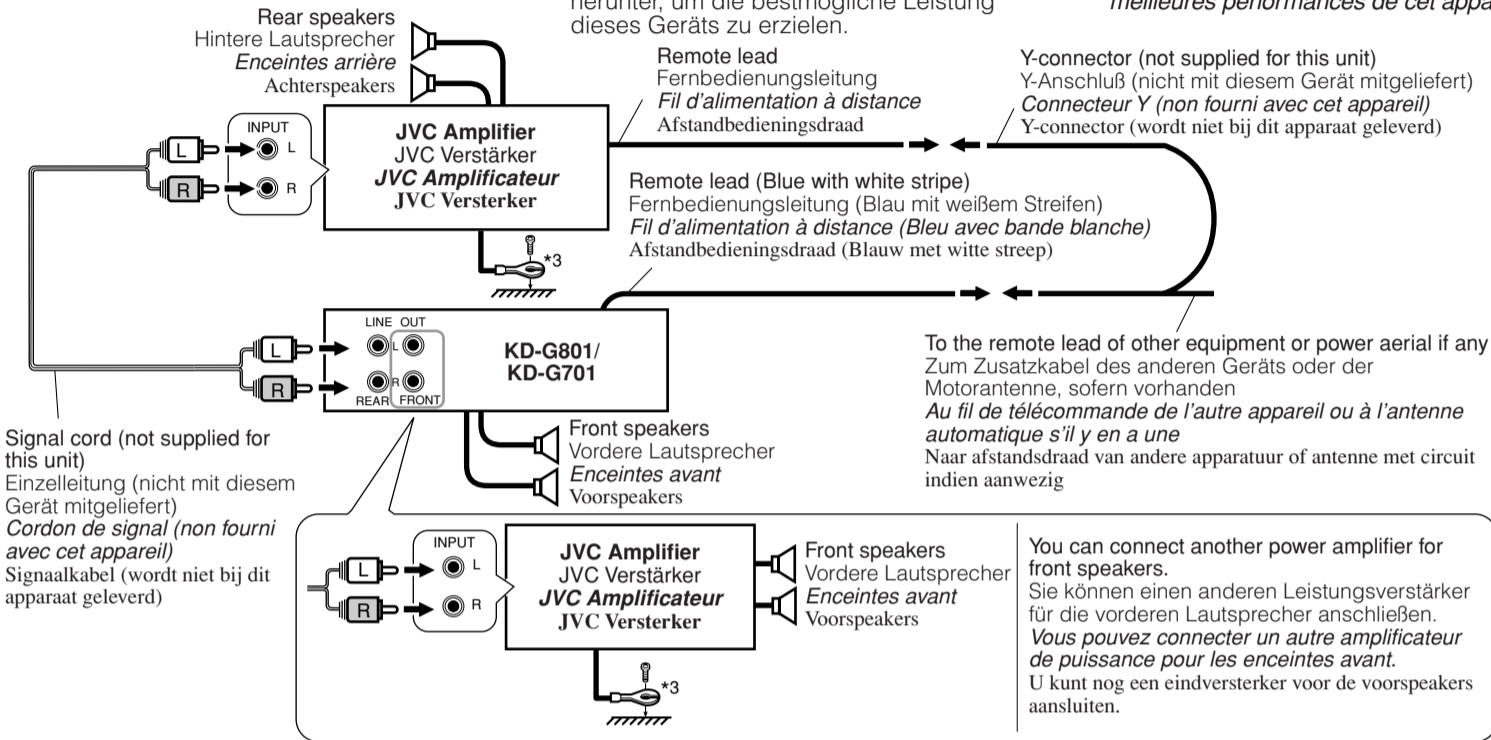 herunter, um die bestmögliche Leistung
dieses Geräts zu erzielen.
meilleures performances de cet appa
Rear speakers
Hintere Lautsprecher
Enceintes arrière
Achterspeakers
Remote lead
Fernbedienungsleitung
Fil d'alimentation à distance
Afstandbedieningsdraad
Y-connector (not supplied for this unit)
Y-Anschluß (nicht mit diesem Gerät mitgeliefert)
Connecteur Y (non fourni avec cet appareil)
Y-connector (wordt niet bij dit apparaat geleverd)
INPUT
L
L
R
R
JVC Amplifier
JVC Verstärker
JVC Amplificateur
JVC Versterker
*3
Remote lead (Blue with white stripe)
Fernbedienungsleitung (Blau mit weißem Streifen)
Fil d'alimentation à distance (Bleu avec bande blanche)
Afstandbedieningsdraad (Blauw met witte streep)
LINE OUT
L
L
R
R
REAR FRONT
KD-G801/
KD-G701
To the remote lead of other equipment or power aerial if any
Zum Zusatzkabel des anderen Geräts oder der
Motorantenne, sofern vorhanden
Au fil de télécommande de l'autre appareil ou à l'antenne
automatique s'il y en a une
Naar afstandsdraad van andere apparatuur of antenne met circuit
indien aanwezig
Signal cord (not supplied for
this unit)
Einzelleitung (nicht mit diesem
Gerät mitgeliefert)
Cordon de signal (non fourni
avec cet appareil)
Signaalkabel (wordt niet bij dit
apparaat geleverd)
Front speakers
Vordere Lautsprecher
Enceintes avant
Voorspeakers
INPUT
L
L
R
R
JVC Amplifier
JVC Verstärker
JVC Amplificateur
JVC Versterker
*3
Front speakers
Vordere Lautsprecher
Enceintes avant
Voorspeakers
You can connect another power amplifier for
front speakers.
Sie können einen anderen Leistungsverstärker
für die vorderen Lautsprecher anschließen.
Vous pouvez connecter un autre amplificateur
de puissance pour les enceintes avant.
U kunt nog een eindversterker voor de voorspeakers
aansluiten.